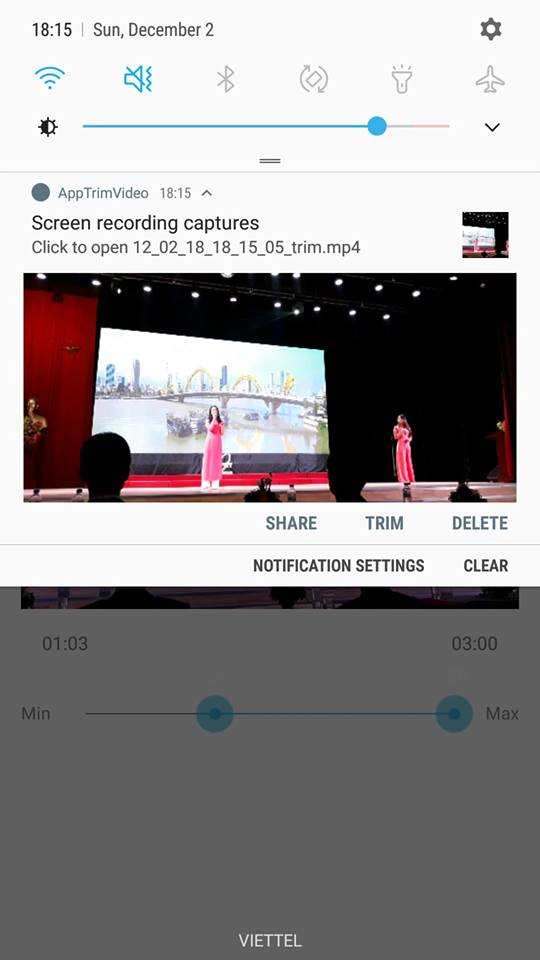 18:15 | Sun, December 2
AppTrimVideo 18:15
Screen recording captures
Click to open 12_02_18_18_15_05_trim.mp4
SHARE TRIM DELETE
NOTIFICATION SETTINGS CLEAR
01:03 03:00
Min Max
VIETTEL